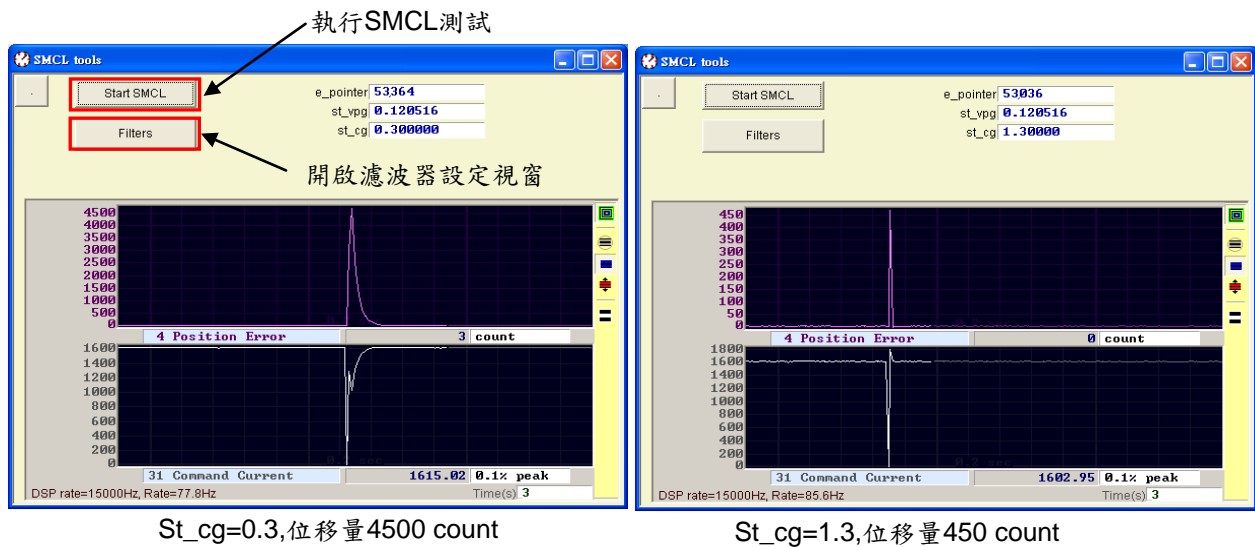 執行SMCL測試
SMCL tools
.
Start SMCL
Filters
e_pointer 53,364
st_vpg 0.120516
st_cg 0.300000
開啟濾波器設定視窗
4500
4000
3500
3000
2500
2000
1500
1000
500
0
4 Position Error 3 count
1600
1400
1200
1000
800
600
400
200
0
31 Command Current 1615.02 0.1% peak
DSP rate=15000Hz, Rate=77.8Hz Time(s) 3
St_cg=0.3,位移量4500 count
SMCL tools
.
Start SMCL
Filters
e_pointer 53,036
st_vpg 0.120516
st_cg 1.30000
450
400
350
300
250
200
150
100
50
0
4 Position Error 0 count
1800
1600
1400
1200
1000
800
600
400
200
0
0.2 sec
31 Command Current 1602.95 0.1% peak
DSP rate=15000Hz, Rate=85.6Hz Time(s) 3
St_cg=1.3,位移量450 count